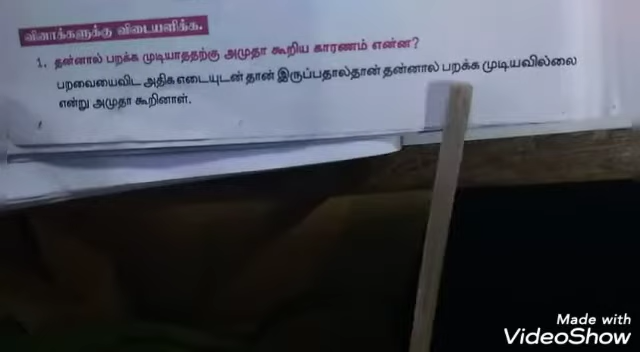 வினாக்களுக்கு விடையளிக்க.
1. தன்னால் பறக்க முடியாததற்கு அமுதா கூறிய காரணம் என்ன?
பறவையைவிட அதிக எடையுடன் தான் இருப்பதால்தான் தன்னால் பறக்க முடியவில்லை
என்று அமுதா கூறினாள்.
Made with
VideoShow